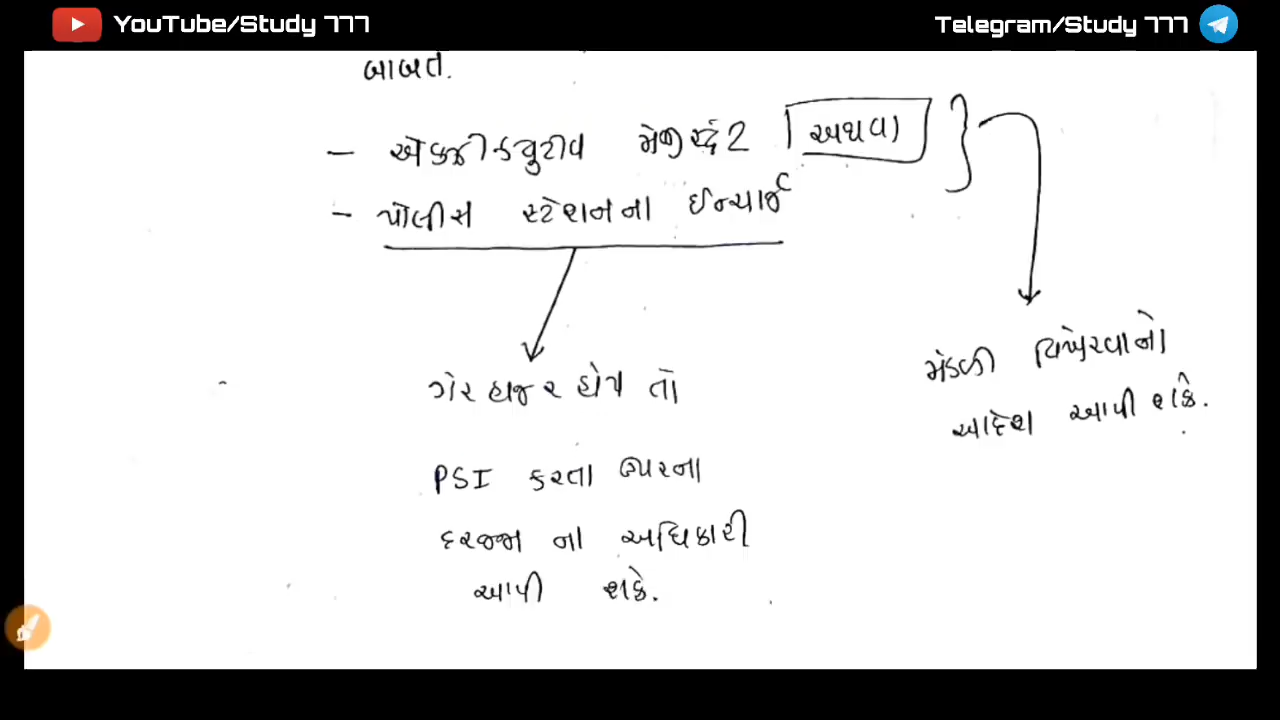 YouTube/Study 777
Telegram/Study 777
બાબત.
- એક્ઝીક્યુટીવ મેજીસ્ટ્રેટ અથવા
- પોલીસ સ્ટેશનના ઈન્ચાર્જ
ગેરહાજર હોય તો
PSI કરતા ઉપરના
દરજ્જા ના અધિકારી
આપી શકે.
મંડળી વિખેરવાનો
આદેશ આપી શકે.